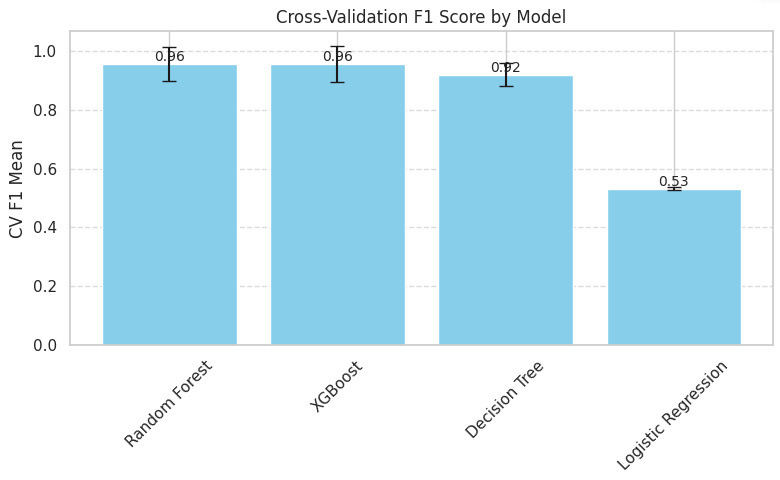 Cross-Validation F1 Score by Model
CV F1 Mean
1.0
0.8
0.6
0.4
0.2
0.0
0.96
0.96
0.92
0.53
Random Forest
XGBoost
Decision Tree
Logistic Regression